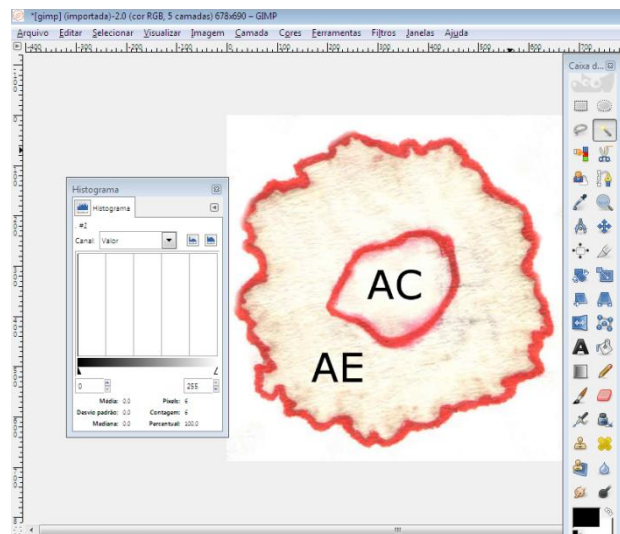 *[gimp] (importada)-2.0 (cor RGB, 5 camadas) 678x690 – GIMP
Arquivo Editar Selecionar Visualizar Imagem Camada Cores Ferramentas Filtros Janelas Ajuda
Caixa d...
Histograma
Histograma
Canal: Valor
0 255
Média: 0,0 Pixels: 6
Desvio padrão: 0,0 Contagem: 6
Mediana: 0,0 Percentual: 100,0
AC
AE